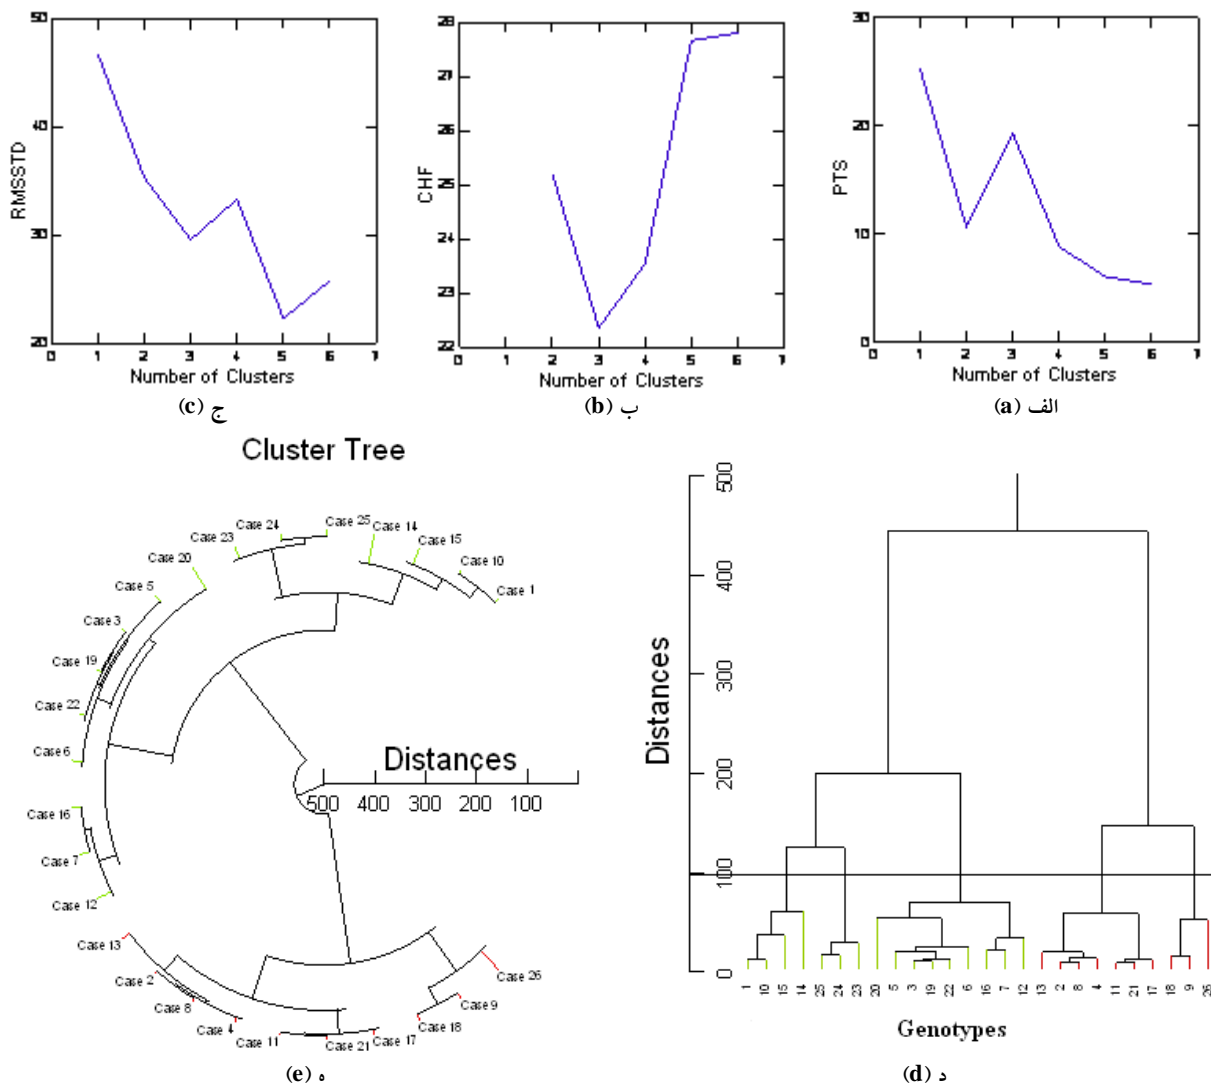 50
40
30
20
RMSSTD
0 1 2 3 4 5 6 7
Number of Clusters
ج (c)
28
27
26
25
24
23
22
CHF
0 1 2 3 4 5 6 7
Number of Clusters
ب (b)
30
20
10
0
PTS
0 1 2 3 4 5 6 7
Number of Clusters
الف (a)
Cluster Tree
Case 25
Case 24
Case 14
Case 23
Case 15
Case 20
Case 10
Case 5
Case 1
Case 3
Case 19
Case 22
Case 6
Distances
500 400 300 200 100
Case 16
Case 7
Case 12
Case 13
Case 2
Case 26
Case 8
Case 9
Case 4
Case 18
Case 11
Case 17
Case 21
ه (e)
500
400
300
200
100
0
Distances
1 10 15 14 25 24 23 20 5 3 19 22 6 16 7 12 13 2 8 4 11 21 17 18 9 26
Genotypes
د (d)